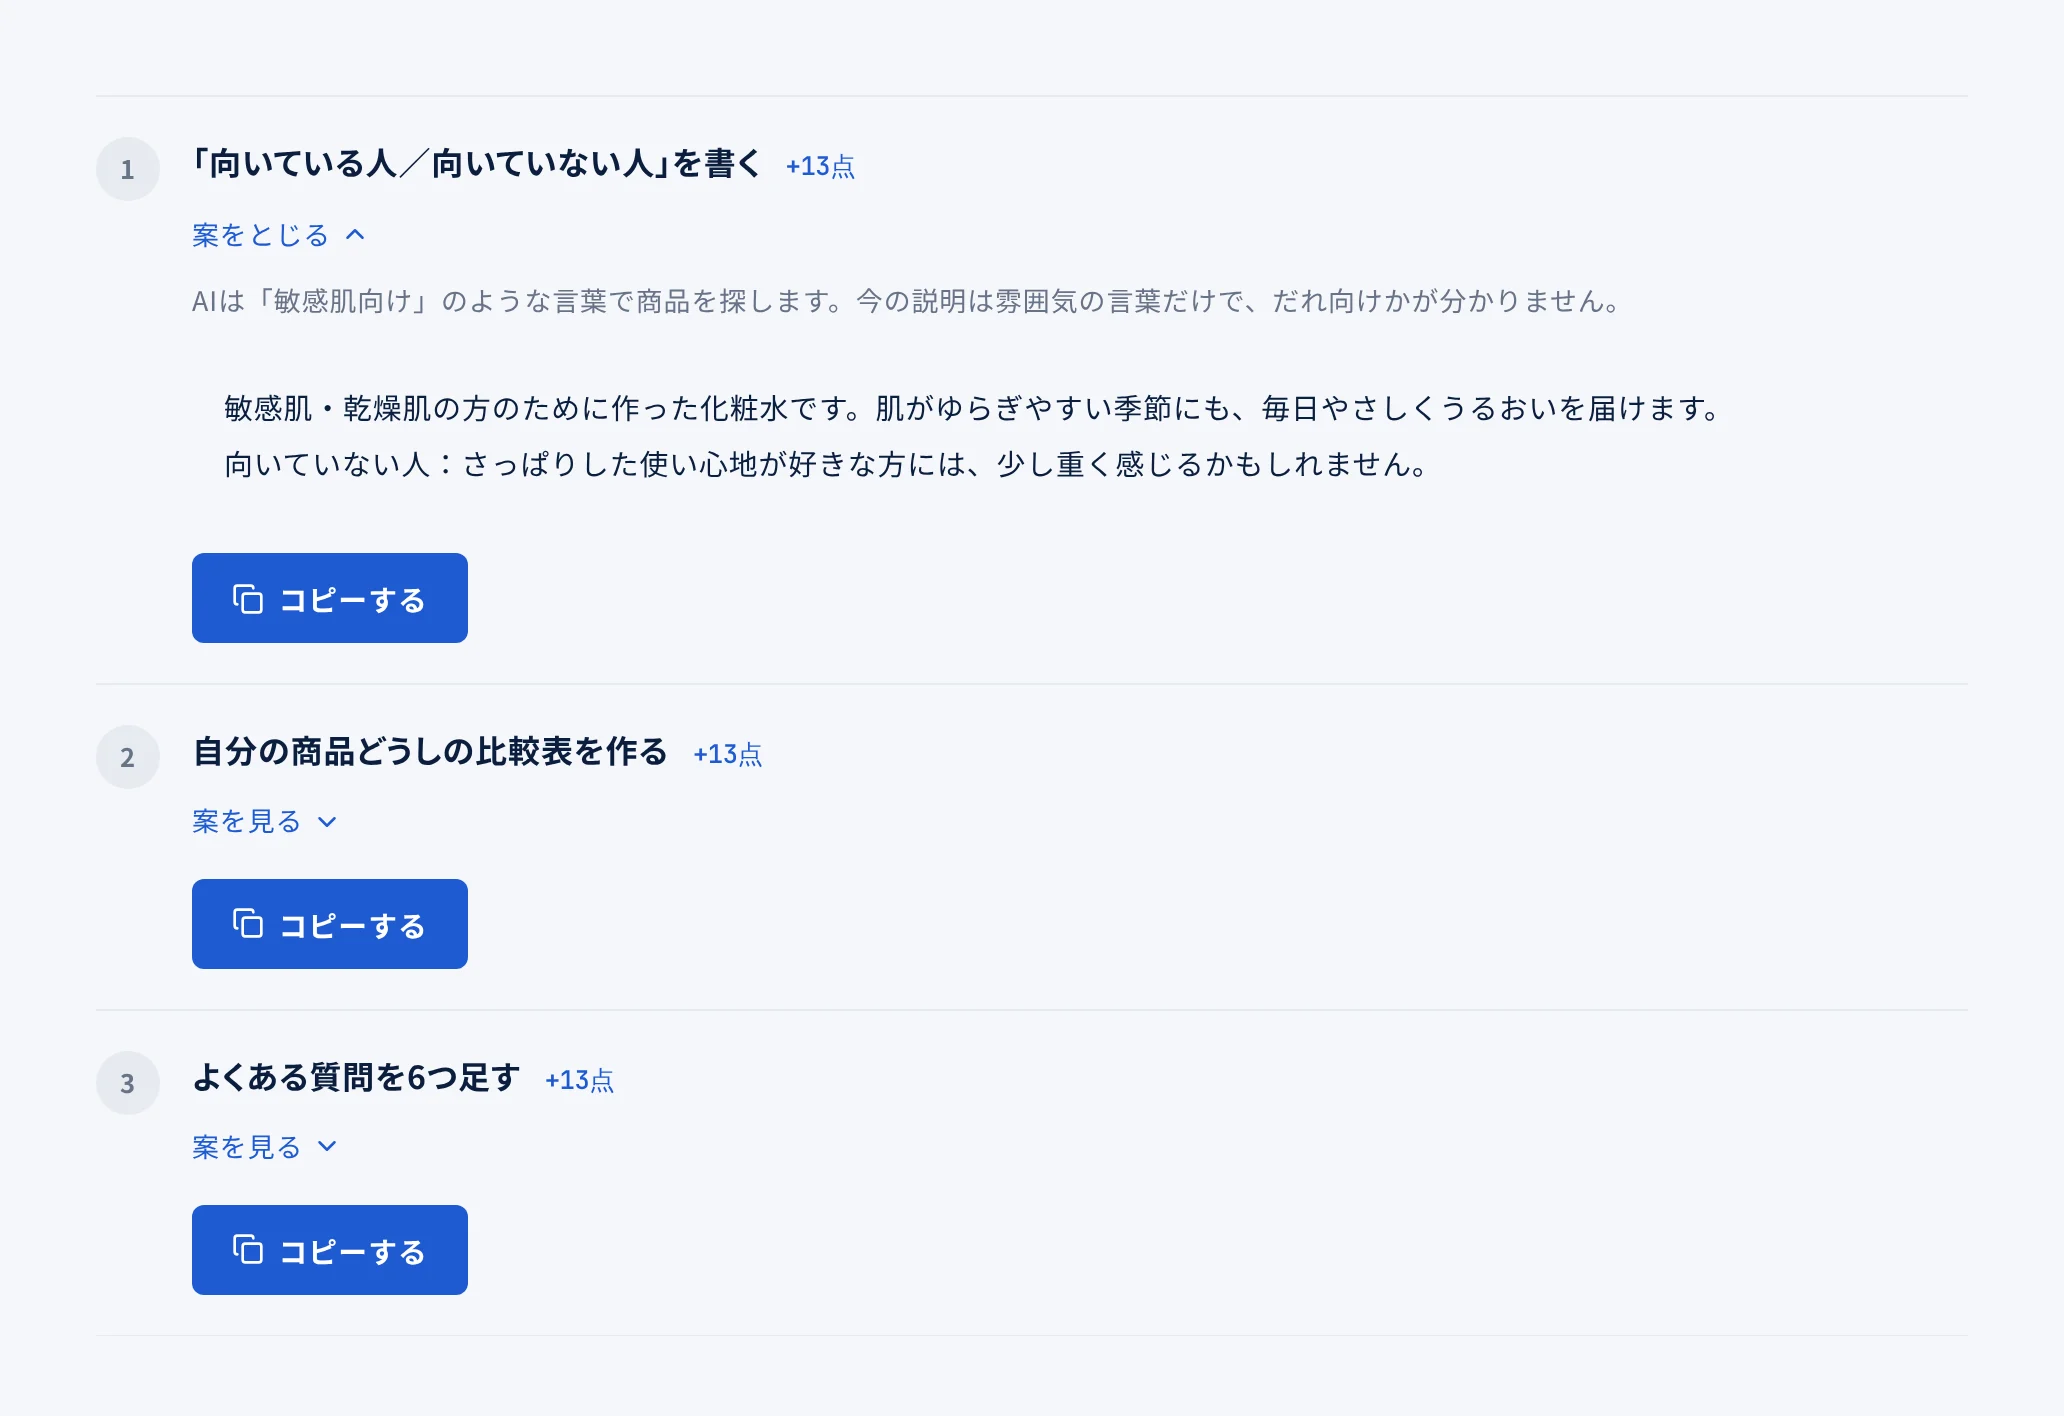 1
「向いている人／向いていない人」を書く +13点
案をとじる
AIは「敏感肌向け」のような言葉で商品を探します。今の説明は雰囲気の言葉だけで、だれ向けかが分かりません。
敏感肌・乾燥肌の方のために作った化粧水です。肌がゆらぎやすい季節にも、毎日やさしくうるおいを届けます。
向いていない人：さっぱりした使い心地が好きな方には、少し重く感じるかもしれません。
コピーする
2
自分の商品どうしの比較表を作る +13点
案を見る
コピーする
3
よくある質問を6つ足す +13点
案を見る
コピーする